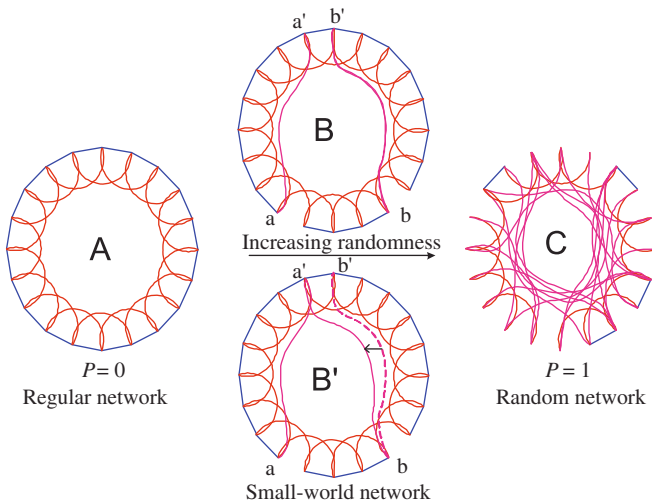 a' b'
B
a b
Increasing randomness
A
C
a' b'
B'
P = 0
Regular network
P = 1
Random network
a b
Small-world network